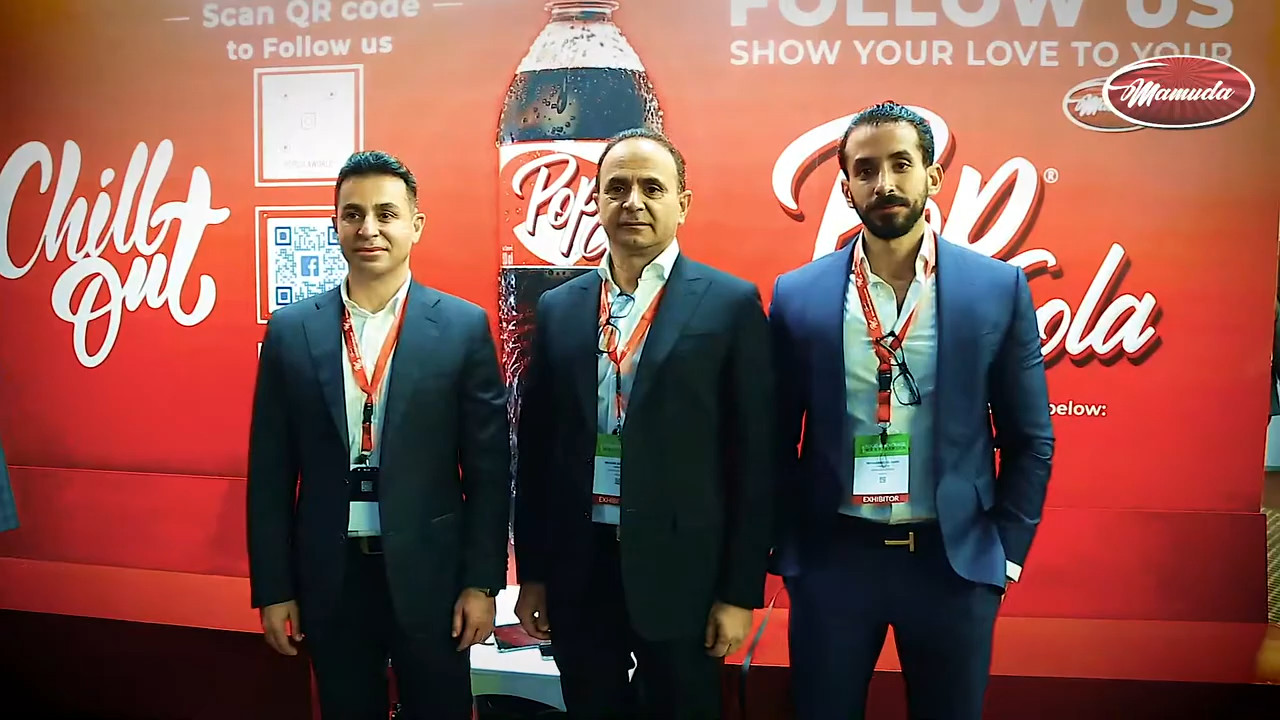 Scan QR code
to Follow us
FOLLOW US
SHOW YOUR LOVE TO YOUR
Mamuda
Chill
Out
Pop
Pop®
Cola
below:
EXHIBITOR